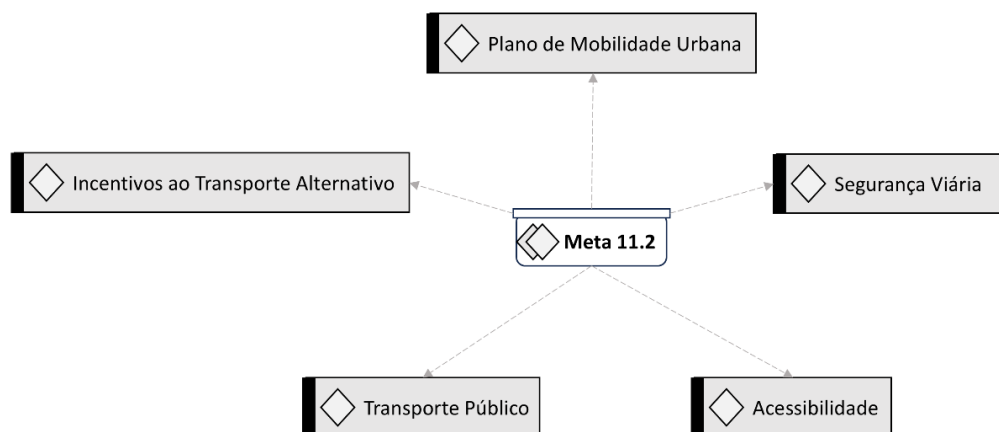 Plano de Mobilidade Urbana
Incentivos ao Transporte Alternativo
Segurança Viária
Meta 11.2
Transporte Público
Acessibilidade